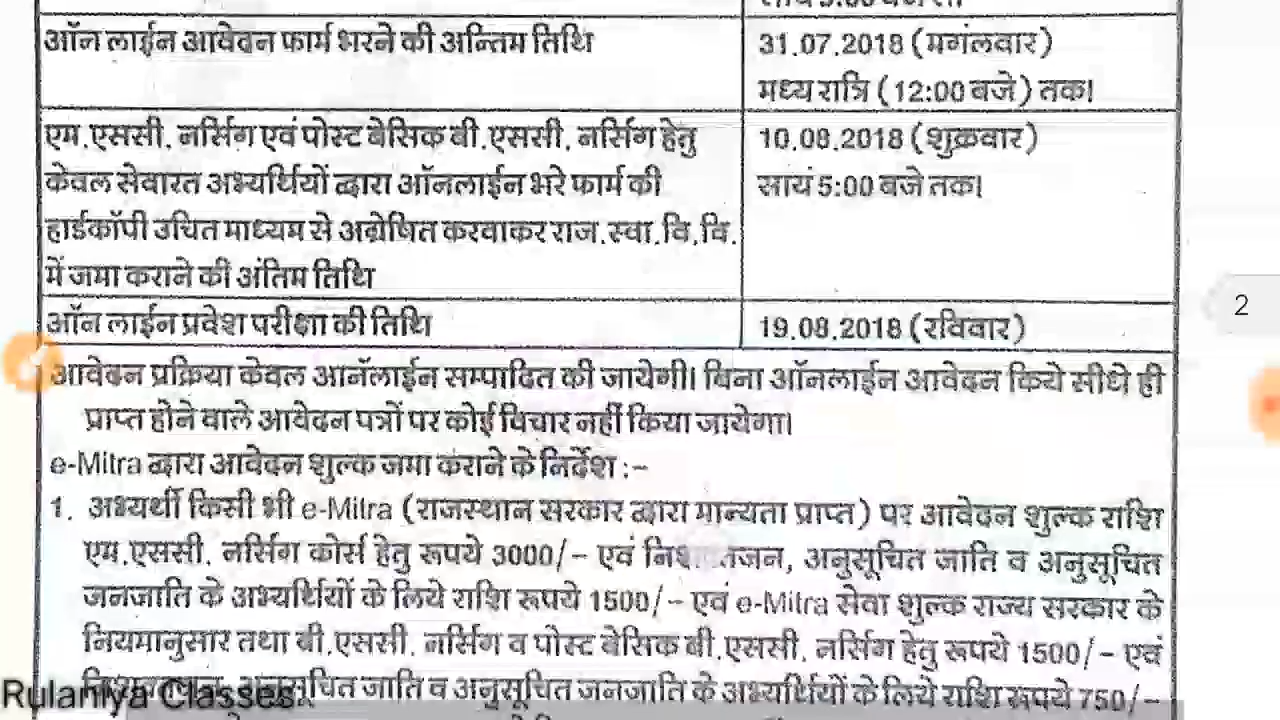 ऑन लाईन आवेदन फार्म भरने की अन्तिम तिथि
31.07.2018 (मगंलवार)
मध्य रात्रि (12:00 बजे) तक।
एम.एससी. नर्सिग एवं पोस्ट बेसिक बी.एससी. नर्सिग हेतु
केवल सेवारत अभ्यर्थियों द्वारा ऑनलाईन भरे फार्म की
हार्डकॉपी उचित माध्यम से अग्रेषित करवाकर राज.स्वा.वि.वि.
में जमा कराने की अंतिम तिथि
10.08.2018 (शुक्रवार)
सायं 5:00 बजे तक।
ऑन लाईन प्रवेश परीक्षा की तिथि
19.08.2018 (रविवार)
2
आवेदन प्रक्रिया केवल आनॅलाईन सम्पादित की जायेगी। बिना ऑनलाईन आवेदन किये सीधे ही
प्राप्त होने वाले आवेदन पत्रों पर कोई विचार नहीं किया जायेगा।
e-Mitra द्वारा आवेदन शुल्क जमा कराने के निर्देश :-
1. अभ्यर्थी किसी भी e-Mitra (राजस्थान सरकार द्वारा मान्यता प्राप्त) पर आवेदन शुल्क राशि
एम.एससी. नर्सिग कोर्स हेतु रूपये 3000/- एवं अनुसूचित जाति व अनुसूचित
जनजाति के अभ्यर्थियों के लिये राशि रूपये 1500/- एवं e-Mitra सेवा शुल्क राज्य सरकार के
नियमानुसार तथा बी.एससी. नर्सिग व पोस्ट बेसिक बी.एससी. नर्सिग हेतु रूपये 1500/- एवं
अनुसूचित जाति व अनुसूचित जनजाति के अभ्यर्थियों के लिये राशि रूपये 750/-
Rulaniya Classes